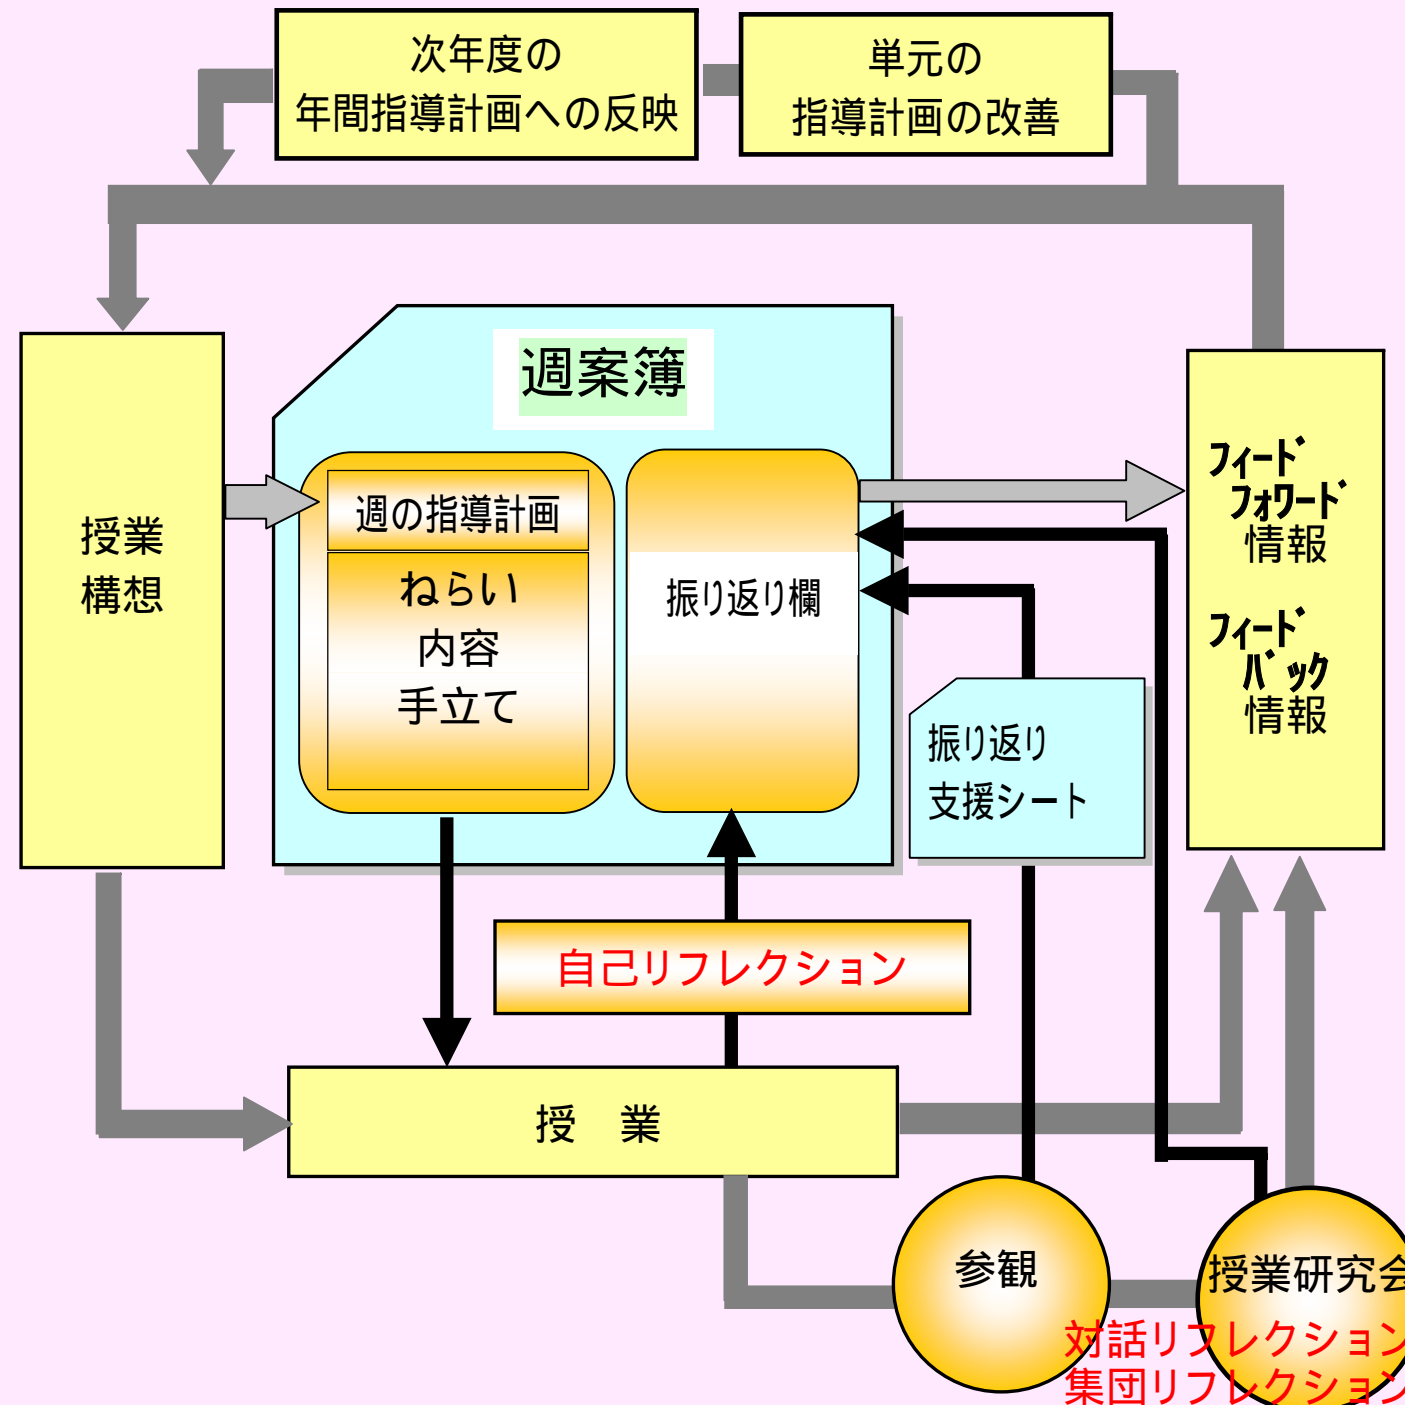 次年度の
年間指導計画への反映
単元の
指導計画の改善
週案簿
授業
構想
週の指導計画
ねらい
内容
手立て
振り返り欄
フィード
フォワード
情報
フィード
バック
情報
振り返り
支援シート
自己リフレクション
授　業
参観
授業研究会
対話リフレクション
集団リフレクション